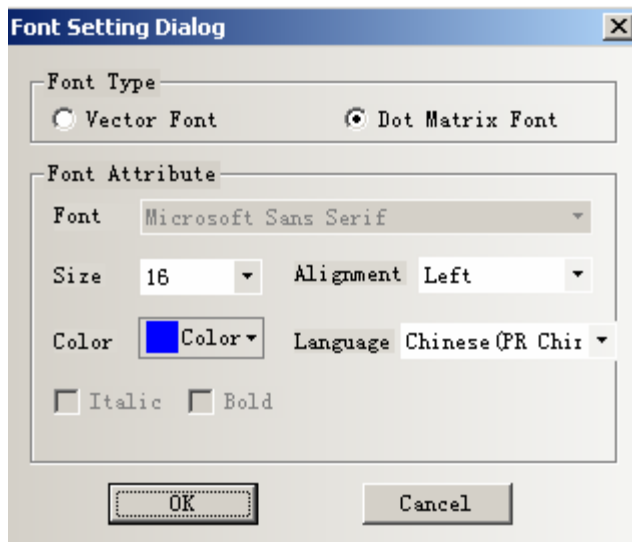 Font Setting Dialog
Font Type
Vector Font Dot Matrix Font
Font Attribute
Font Microsoft Sans Serif
Size 16 Alignment Left
Color Color Language Chinese(PR Chir
Italic Bold
OK Cancel